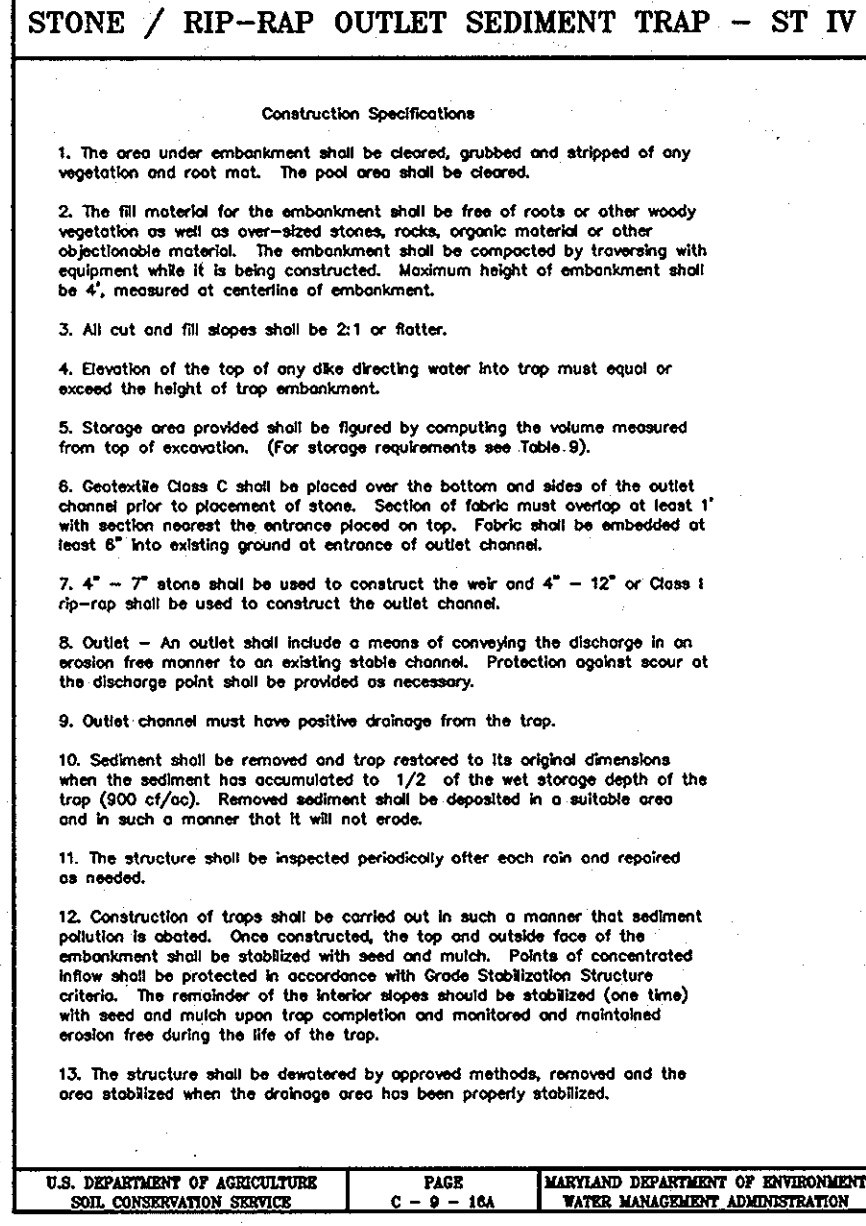 STONE / RIP-RAP OUTLET SEDIMENT TRAP - ST IV
Construction Specifications
1. The area under embankment shall be cleared, grubbed and stripped of any
vegetation and root mat. The pool area shall be cleared.
2. The fill material for the embankment shall be free of roots or other woody
vegetation as well as over-sized stones, rocks, organic material or other
objectionable material. The embankment shall be compacted by traversing with
equipment while it is being constructed. Maximum height of embankment shall
be 4', measured at centerline of embankment.
3. All cut and fill slopes shall be 2:1 or flatter.
4. Elevation of the top of any dike directing water into trap must equal or
exceed the height of trap embankment.
5. Storage area provided shall be figured by computing the volume measured
from top of excavation. (For storage requirements see Table 9).
6. Geotextile Class C shall be placed over the bottom and sides of the outlet
channel prior to placement of stone. Section of fabric must overlap at least 1'
with section nearest the entrance placed on top. Fabric shall be embedded at
least 6" into existing ground at entrance of outlet channel.
7. 4" - 7" stone shall be used to construct the weir and 4" - 12" or Class I
rip-rap shall be used to construct the outlet channel.
8. Outlet - An outlet shall include a means of conveying the discharge in an
erosion free manner to an existing stable channel. Protection against scour at
the discharge point shall be provided as necessary.
9. Outlet channel must have positive drainage from the trap.
10. Sediment shall be removed and trap restored to its original dimensions
when the sediment has accumulated to 1/2 of the wet storage depth of the
trap (900 cf/ac). Removed sediment shall be deposited in a suitable area
and in such a manner that it will not erode.
11. The structure shall be inspected periodically after each rain and repaired
as needed.
12. Construction of traps shall be carried out in such a manner that sediment
pollution is abated. Once constructed, the top and outside face of the
embankment shall be stabilized with seed and mulch. Points of concentrated
inflow shall be protected in accordance with Grade Stabilization Structure
criteria. The remainder of the interior slopes should be stabilized (one time)
with seed and mulch upon trap completion and monitored and maintained
erosion free during the life of the trap.
13. The structure shall be dewatered by approved methods, removed and the
area stabilized when the drainage area has been properly stabilized.
U.S. DEPARTMENT OF AGRICULTURE
SOIL CONSERVATION SERVICE
PAGE
C - 9 - 16A
MARYLAND DEPARTMENT OF ENVIRONMENT
WATER MANAGEMENT ADMINISTRATION